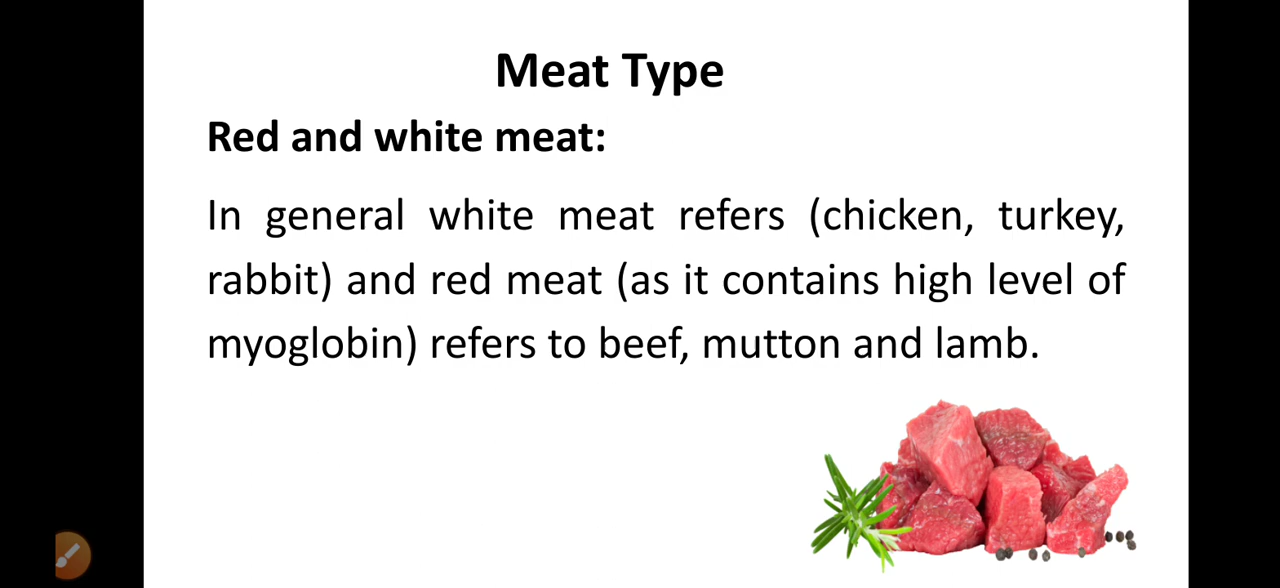 Meat Type
Red and white meat:
In general white meat refers (chicken, turkey,
rabbit) and red meat (as it contains high level of
myoglobin) refers to beef, mutton and lamb.